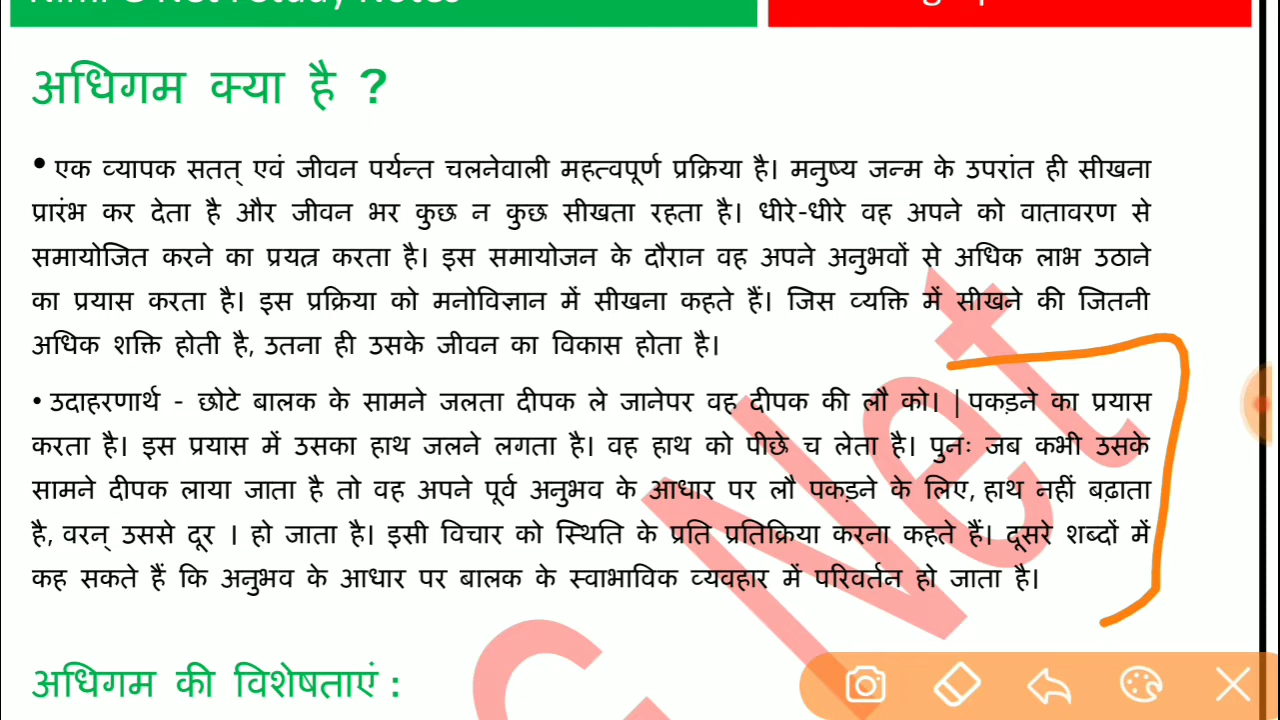 अधिगम क्या है ?
• एक व्यापक सतत् एवं जीवन पर्यन्त चलनेवाली महत्वपूर्ण प्रक्रिया है। मनुष्य जन्म के उपरांत ही सीखना
प्रारंभ कर देता है और जीवन भर कुछ न कुछ सीखता रहता है। धीरे-धीरे वह अपने को वातावरण से
समायोजित करने का प्रयत्न करता है। इस समायोजन के दौरान वह अपने अनुभवों से अधिक लाभ उठाने
का प्रयास करता है। इस प्रक्रिया को मनोविज्ञान में सीखना कहते हैं। जिस व्यक्ति में सीखने की जितनी
अधिक शक्ति होती है, उतना ही उसके जीवन का विकास होता है।
• उदाहरणार्थ - छोटे बालक के सामने जलता दीपक ले जानेपर वह दीपक की लौ को। | पकड़ने का प्रयास
करता है। इस प्रयास में उसका हाथ जलने लगता है। वह हाथ को पीछे च लेता है। पुनः जब कभी उसके
सामने दीपक लाया जाता है तो वह अपने पूर्व अनुभव के आधार पर लौ पकड़ने के लिए, हाथ नहीं बढ़ाता
है, वरन् उससे दूर । हो जाता है। इसी विचार को स्थिति के प्रति प्रतिक्रिया करना कहते हैं। दूसरे शब्दों में
कह सकते हैं कि अनुभव के आधार पर बालक के स्वाभाविक व्यवहार में परिवर्तन हो जाता है।
अधिगम की विशेषताएं :
Net